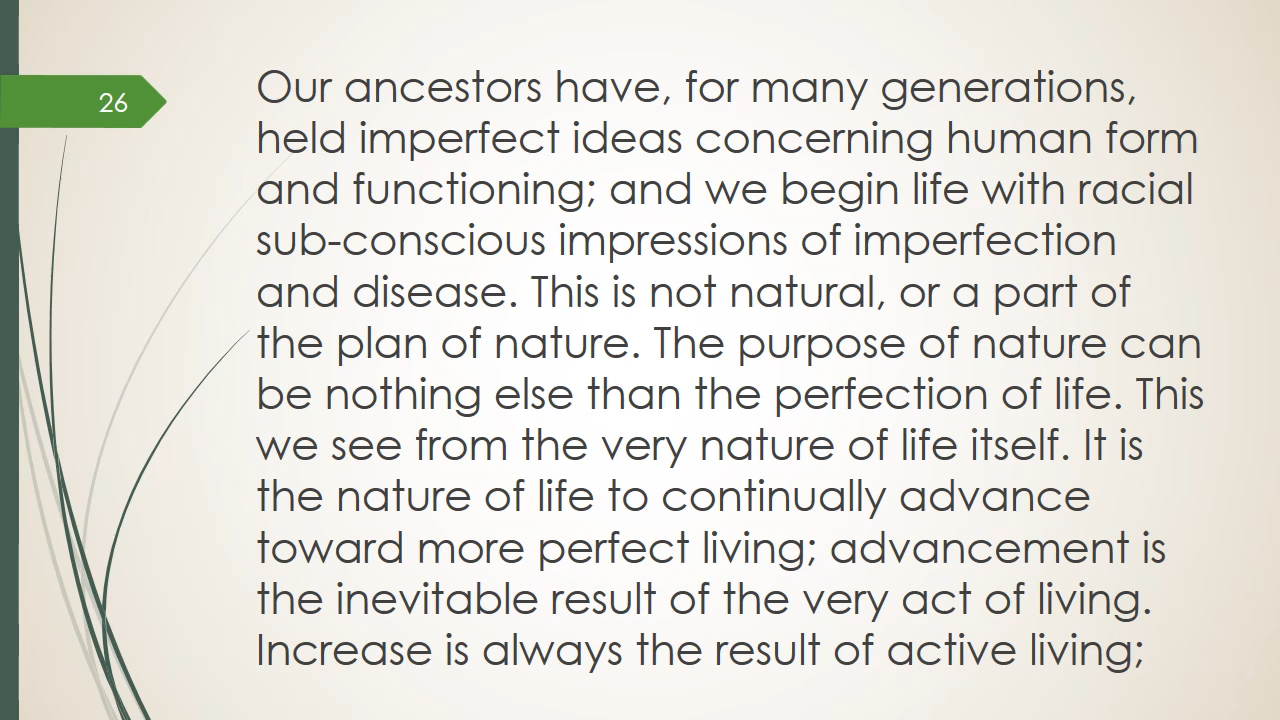 26
Our ancestors have, for many generations,
held imperfect ideas concerning human form
and functioning; and we begin life with racial
sub-conscious impressions of imperfection
and disease. This is not natural, or a part of
the plan of nature. The purpose of nature can
be nothing else than the perfection of life. This
we see from the very nature of life itself. It is
the nature of life to continually advance
toward more perfect living; advancement is
the inevitable result of the very act of living.
Increase is always the result of active living;